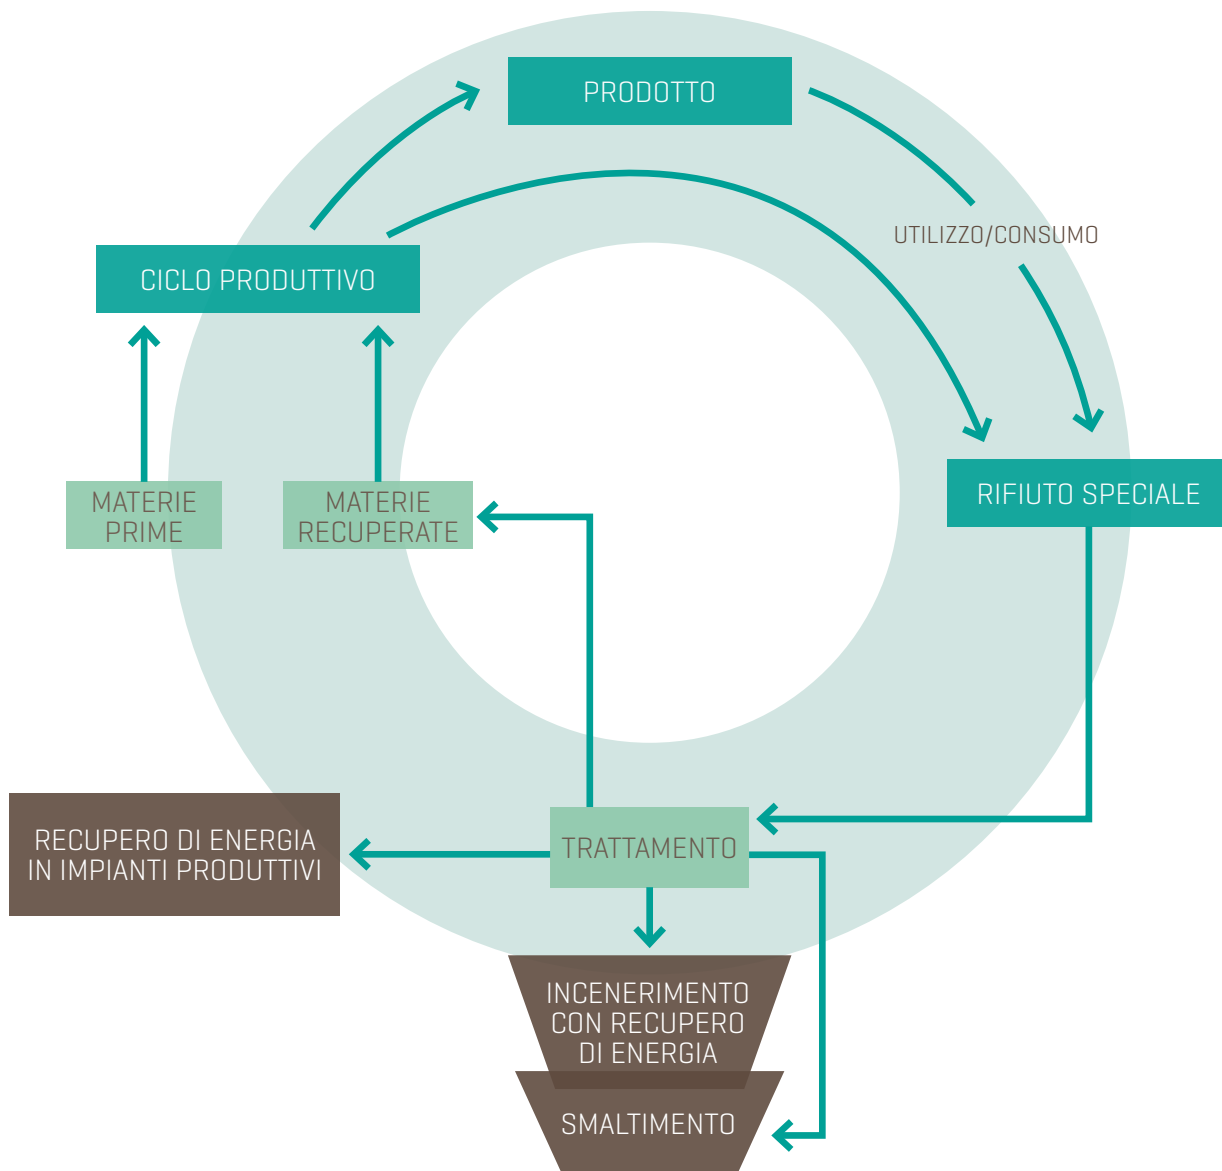 PRODOTTO
UTILIZZO/CONSUMO
CICLO PRODUTTIVO
MATERIE
PRIME
MATERIE
RECUPERATE
RIFIUTO SPECIALE
RECUPERO DI ENERGIA
IN IMPIANTI PRODUTTIVI
TRATTAMENTO
INCENERIMENTO
CON RECUPERO
DI ENERGIA
SMALTIMENTO